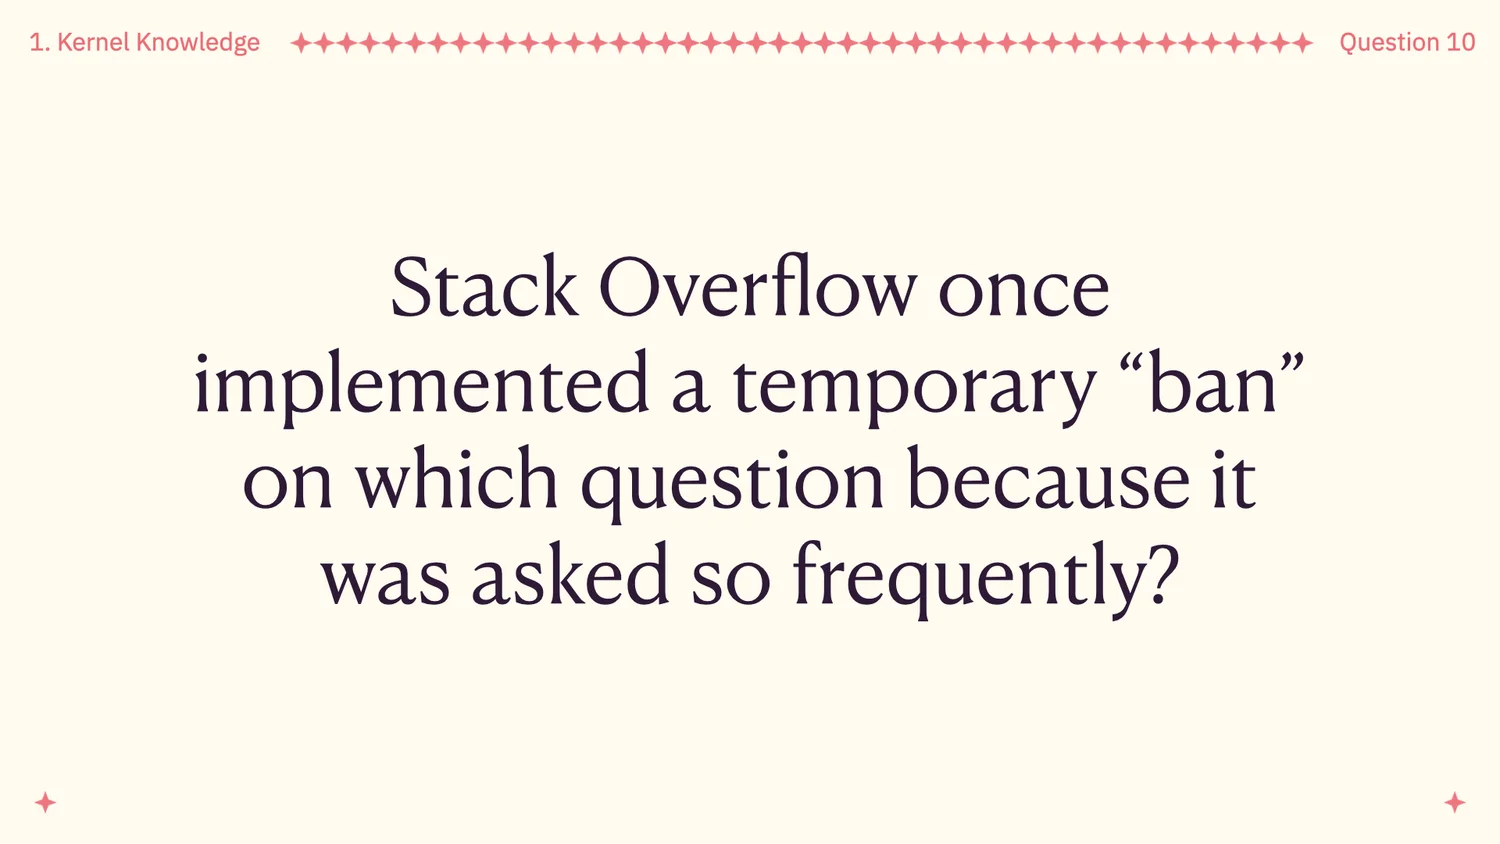 1. Kernel Knowledge
Question 10
Stack Overflow once
implemented a temporary “ban”
on which question because it
was asked so frequently?